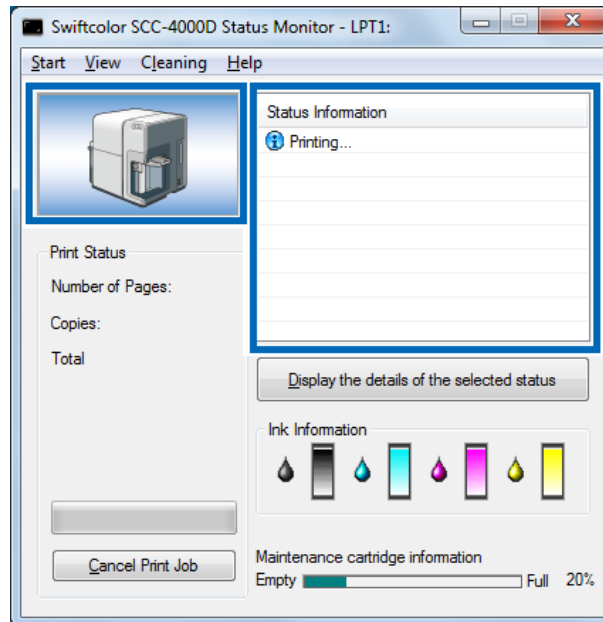 Swiftcolor SCC-4000D Status Monitor - LPT1:
Start View Cleaning Help
Status Information
Printing...
Print Status
Number of Pages:
Copies:
Total
Display the details of the selected status
Ink Information
Cancel Print Job
Maintenance cartridge information
Empty Full 20%